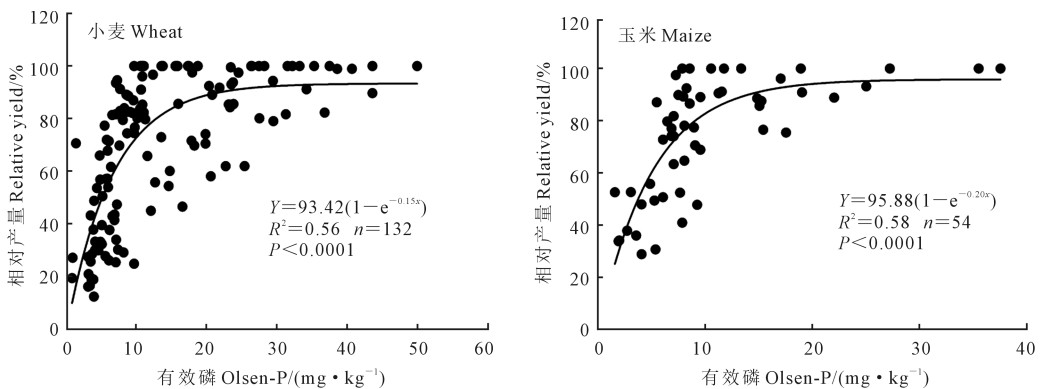 小麦 Wheat
相对产量 Relative yield/%
120
100
80
60
40
20
0
Y=93.42(1−e^−0.15x)
R²=0.56 n=132
P<0.0001
0 10 20 30 40 50 60
有效磷 Olsen-P/(mg·kg⁻¹)
玉米 Maize
相对产量 Relative yield/%
120
100
80
60
40
20
0
Y=95.88(1−e^−0.20x)
R²=0.58 n=54
P<0.0001
0 10 20 30 40
有效磷 Olsen-P/(mg·kg⁻¹)